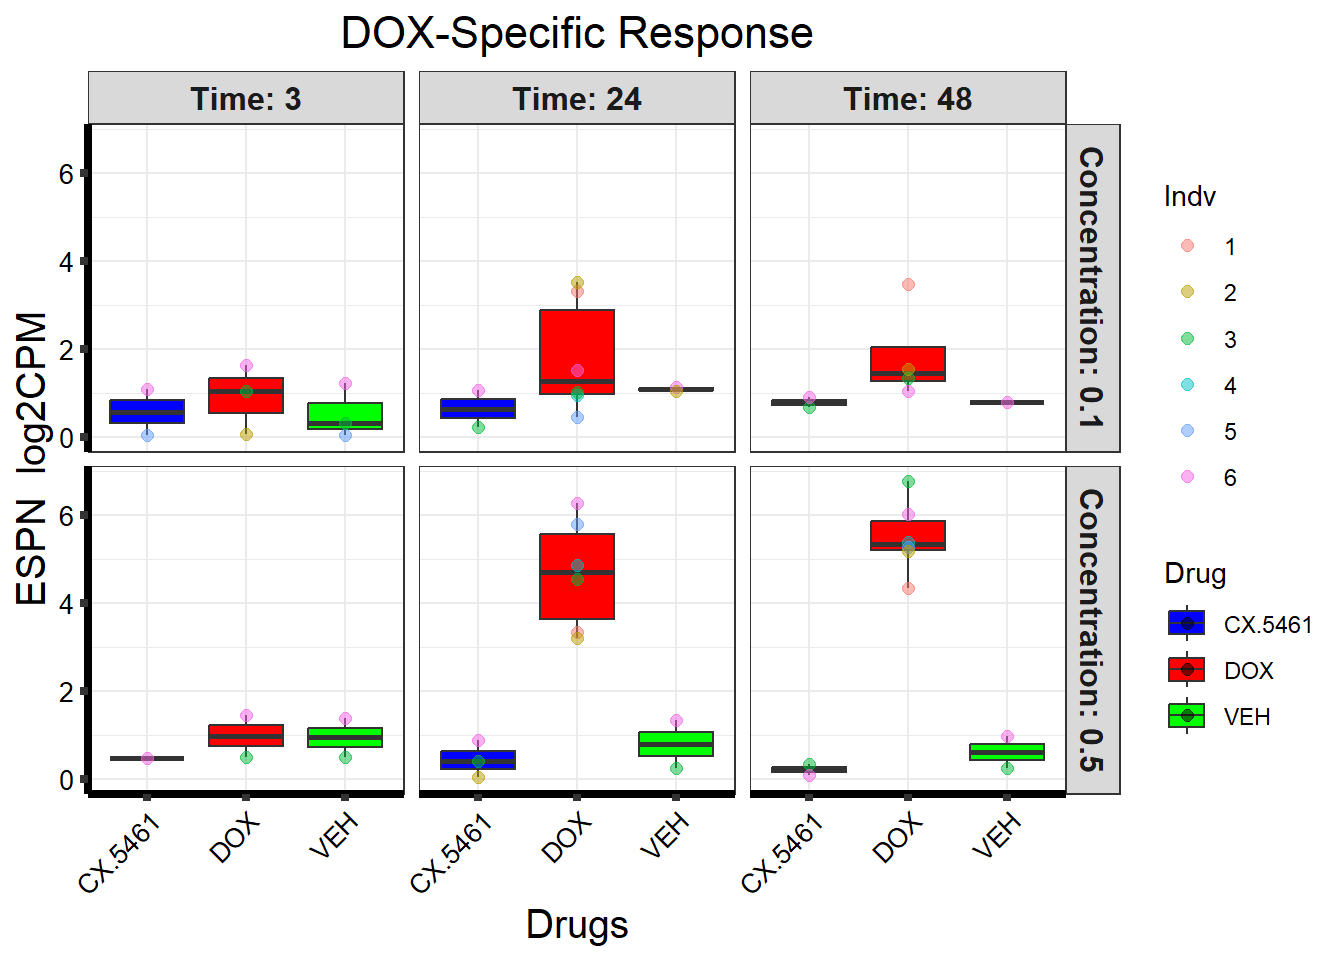 DOX-Specific Response
Time: 3
Time: 24
Time: 48
6
4
2
0
Concentration: 0.1
6
4
2
0
Concentration: 0.5
ESPN log2CPM
CX.5461
DOX
VEH
CX.5461
DOX
VEH
CX.5461
DOX
VEH
Drugs
Indv
1
2
3
4
5
6
Drug
CX.5461
DOX
VEH